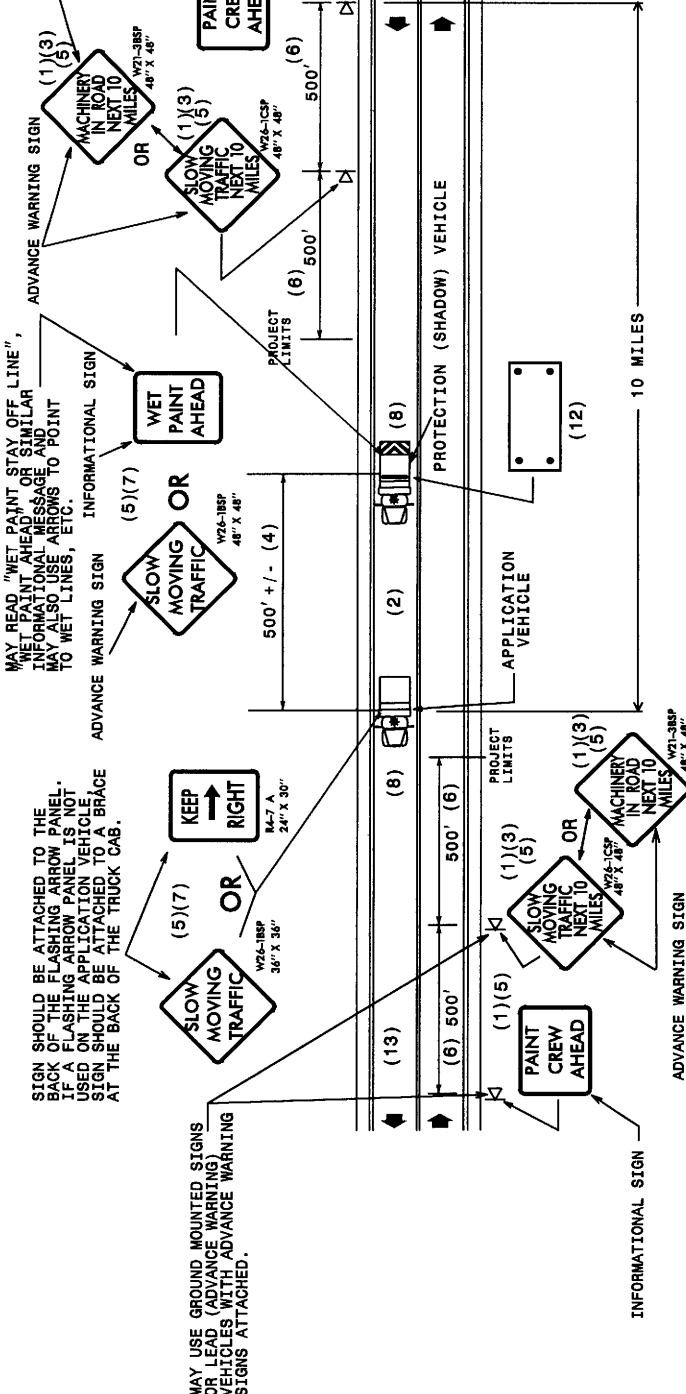 MAY READ "WET PAINT STAY OFF LINE",
"WET PAINT AHEAD" OR SIMILAR
INFORMATIONAL MESSAGE AND
MAY ALSO USE ARROWS TO POINT
TO WET LINES, ETC.
ADVANCE WARNING SIGN
(1)(3)
(5)
MACHINERY
IN ROAD
NEXT 10
MILES
W21-3BSP
48" X 48"
OR
(1)(3)
(5)
SLOW
MOVING
TRAFFIC
NEXT 10
MILES
W26-1CSP
48" X 48"
(6)
500'
(6)
500'
PROJECT
LIMITS
INFORMATIONAL SIGN
WET
PAINT
AHEAD
(5)(7)
OR
ADVANCE WARNING SIGN
SLOW
MOVING
TRAFFIC
W26-1BSP
48" X 48"
500' +/- (4)
(8)
PROTECTION (SHADOW) VEHICLE
(2)
(12)
10 MILES
APPLICATION
VEHICLE
SIGN SHOULD BE ATTACHED TO THE
BACK OF THE FLASHING ARROW PANEL.
IF A FLASHING ARROW PANEL IS NOT
USED ON THE APPLICATION VEHICLE,
SIGN SHOULD BE ATTACHED TO A BRACE
AT THE BACK OF THE TRUCK CAB.
KEEP
RIGHT
R4-7 A
24" X 30"
(5)(7)
OR
SLOW
MOVING
TRAFFIC
W26-1BSP
36" X 36"
(8)
PROJECT
LIMITS
500' (6)
(13)
(6) 500'
(1)(3)
(5)
SLOW
MOVING
TRAFFIC
NEXT 10
MILES
W26-1CSP
48" X 48"
OR
(1)(3)
(5)
MACHINERY
IN ROAD
NEXT 10
MILES
W21-3BSP
48" X 48"
ADVANCE WARNING SIGN
(1)(5)
PAINT
CREW
AHEAD
INFORMATIONAL SIGN
MAY USE GROUND MOUNTED SIGNS
OR LEAD (ADVANCE WARNING)
VEHICLES WITH ADVANCE WARNING
SIGNS ATTACHED.